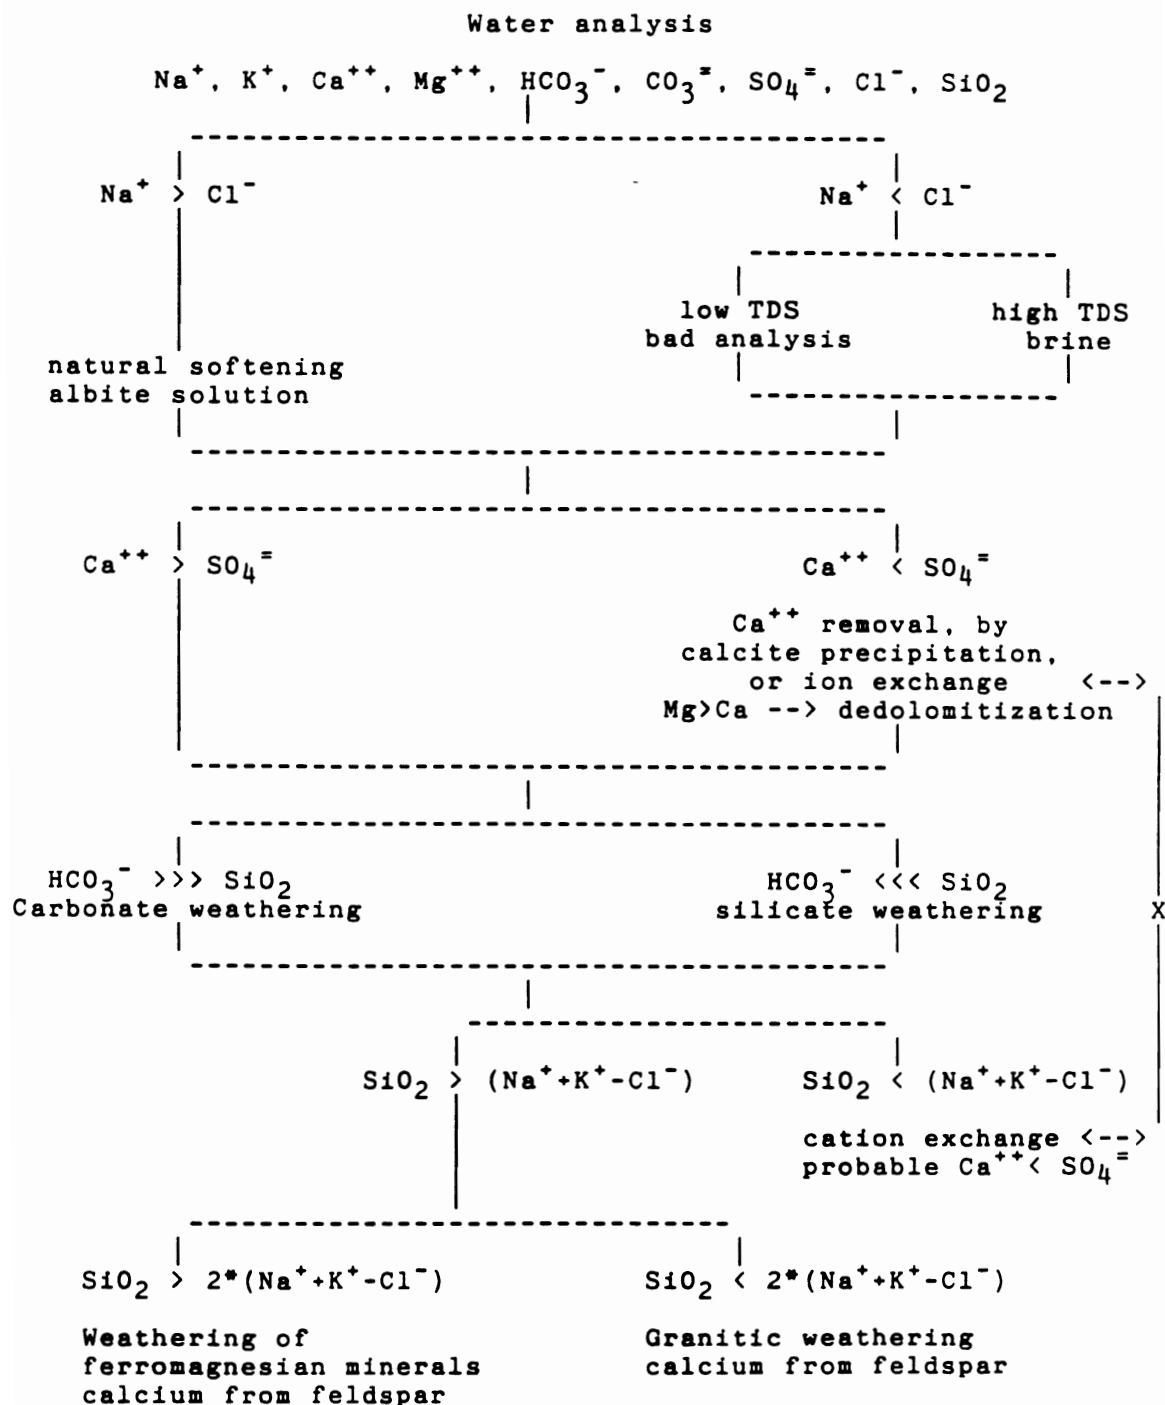 Water analysis
Na⁺, K⁺, Ca⁺⁺, Mg⁺⁺, HCO₃⁻, CO₃⁼, SO₄⁼, Cl⁻, SiO₂
Na⁺ > Cl⁻
Na⁺ < Cl⁻
low TDS
bad analysis
high TDS
brine
natural softening
albite solution
Ca⁺⁺ > SO₄⁼
Ca⁺⁺ < SO₄⁼
Ca⁺⁺ removal, by
calcite precipitation,
or ion exchange <-->
Mg>Ca --> dedolomitization
HCO₃⁻ >>> SiO₂
Carbonate weathering
HCO₃⁻ <<< SiO₂
silicate weathering
X
SiO₂ > (Na⁺+K⁺-Cl⁻)
SiO₂ < (Na⁺+K⁺-Cl⁻)
cation exchange <-->
probable Ca⁺⁺< SO₄⁼
SiO₂ > 2*(Na⁺+K⁺-Cl⁻)
SiO₂ < 2*(Na⁺+K⁺-Cl⁻)
Weathering of
ferromagnesian minerals
calcium from feldspar
Granitic weathering
calcium from feldspar